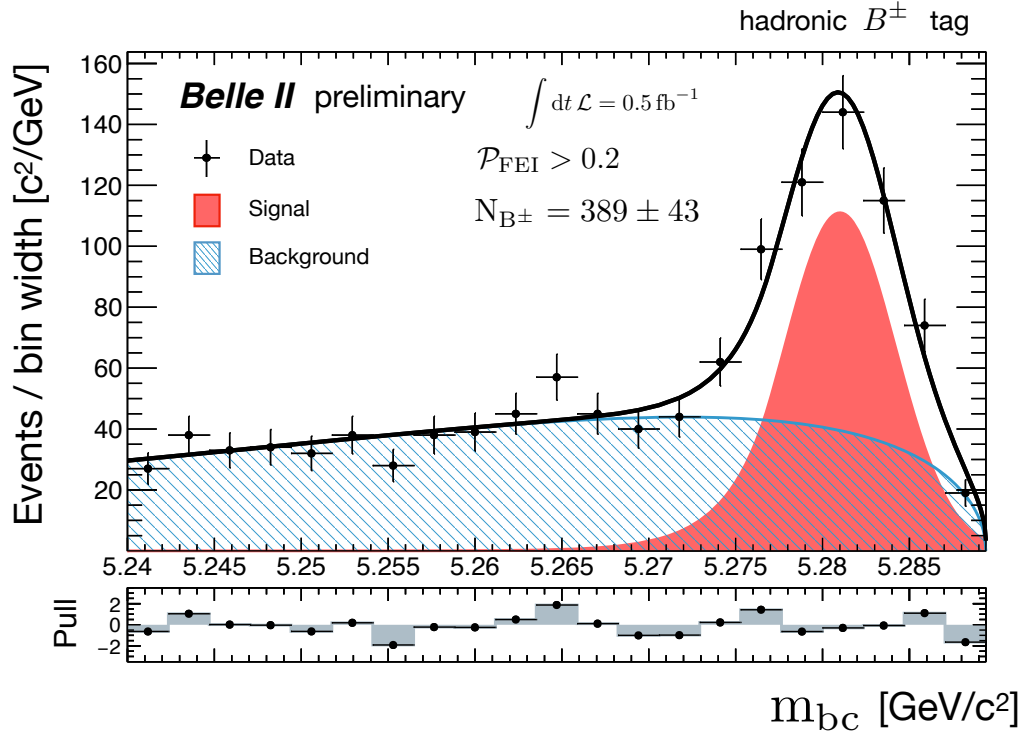 hadronic B± tag
Events / bin width [c²/GeV]
160
140
120
100
80
60
40
20
Belle II preliminary
∫ dt 𝓛 = 0.5 fb⁻¹
Data
𝒫FEI > 0.2
Signal
N_B± = 389 ± 43
Background
5.24 5.245 5.25 5.255 5.26 5.265 5.27 5.275 5.28 5.285
Pull
2
0
−2
m_bc [GeV/c²]